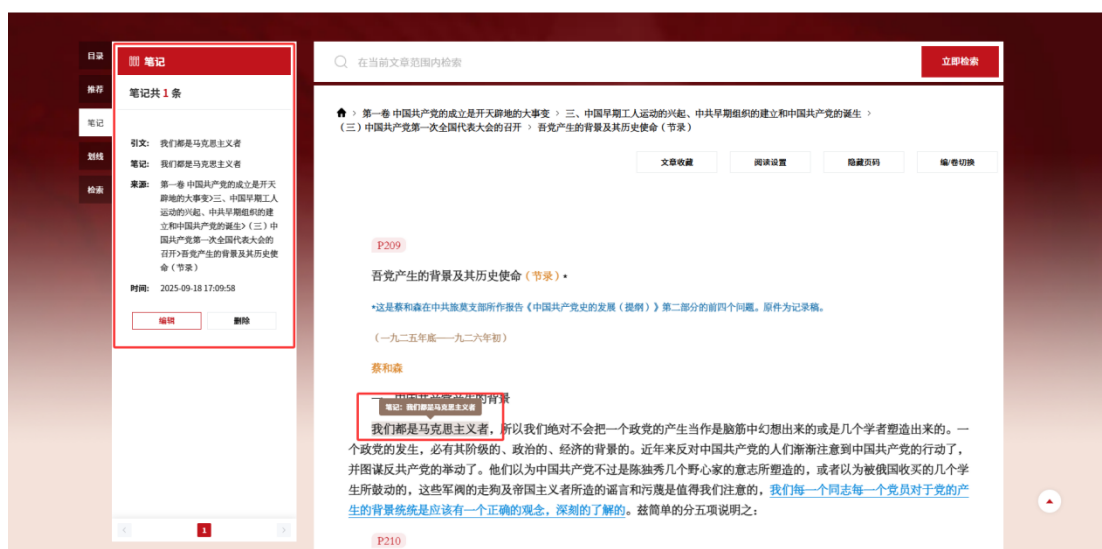 目录
推荐
笔记
划线
检索
笔记
笔记共 1 条
引文: 我们都是马克思主义者
笔记: 我们都是马克思主义者
来源: 第一卷 中国共产党的成立是开天
辟地的大事变>三、中国早期工人
运动的兴起、中共早期组织的建
立和中国共产党的诞生>（三）中
国共产党第一次全国代表大会的
召开>吾党产生的背景及其历史使
命（节录）
时间: 2025-09-18 17:09:58
编辑 删除
< 1 >
在当前文章范围内检索 立即检索
> 第一卷 中国共产党的成立是开天辟地的大事变 > 三、中国早期工人运动的兴起、中共早期组织的建立和中国共产党的诞生 >
（三）中国共产党第一次全国代表大会的召开 > 吾党产生的背景及其历史使命（节录）
文章收藏 阅读设置 隐藏页码 编/卷切换
P209
吾党产生的背景及其历史使命（节录）*
*这是蔡和森在中共旅莫支部所作报告《中国共产党史的发展（提纲）》第二部分的前四个问题。原件为记录稿。
（一九二五年底——一九二六年初）
蔡和森
一 中国共产党产生的背景
笔记: 我们都是马克思主义者
我们都是马克思主义者，所以我们绝对不会把一个政党的产生当作是脑筋中幻想出来的或是几个学者塑造出来的。一
个政党的发生，必有其阶级的、政治的、经济的背景的。近年来反对中国共产党的人们渐渐注意到中国共产党的行动了，
并图谋反共产党的举动了。他们以为中国共产党不过是陈独秀几个野心家的意志所塑造的，或者以为被俄国收买的几个学
生所鼓动的，这些军阀的走狗及帝国主义者所造的谣言和污蔑是值得我们注意的，我们每一个同志每一个党员对于党的产
生的背景统统是应该有一个正确的观念，深刻的了解的。兹简单的分五项说明之：
P210